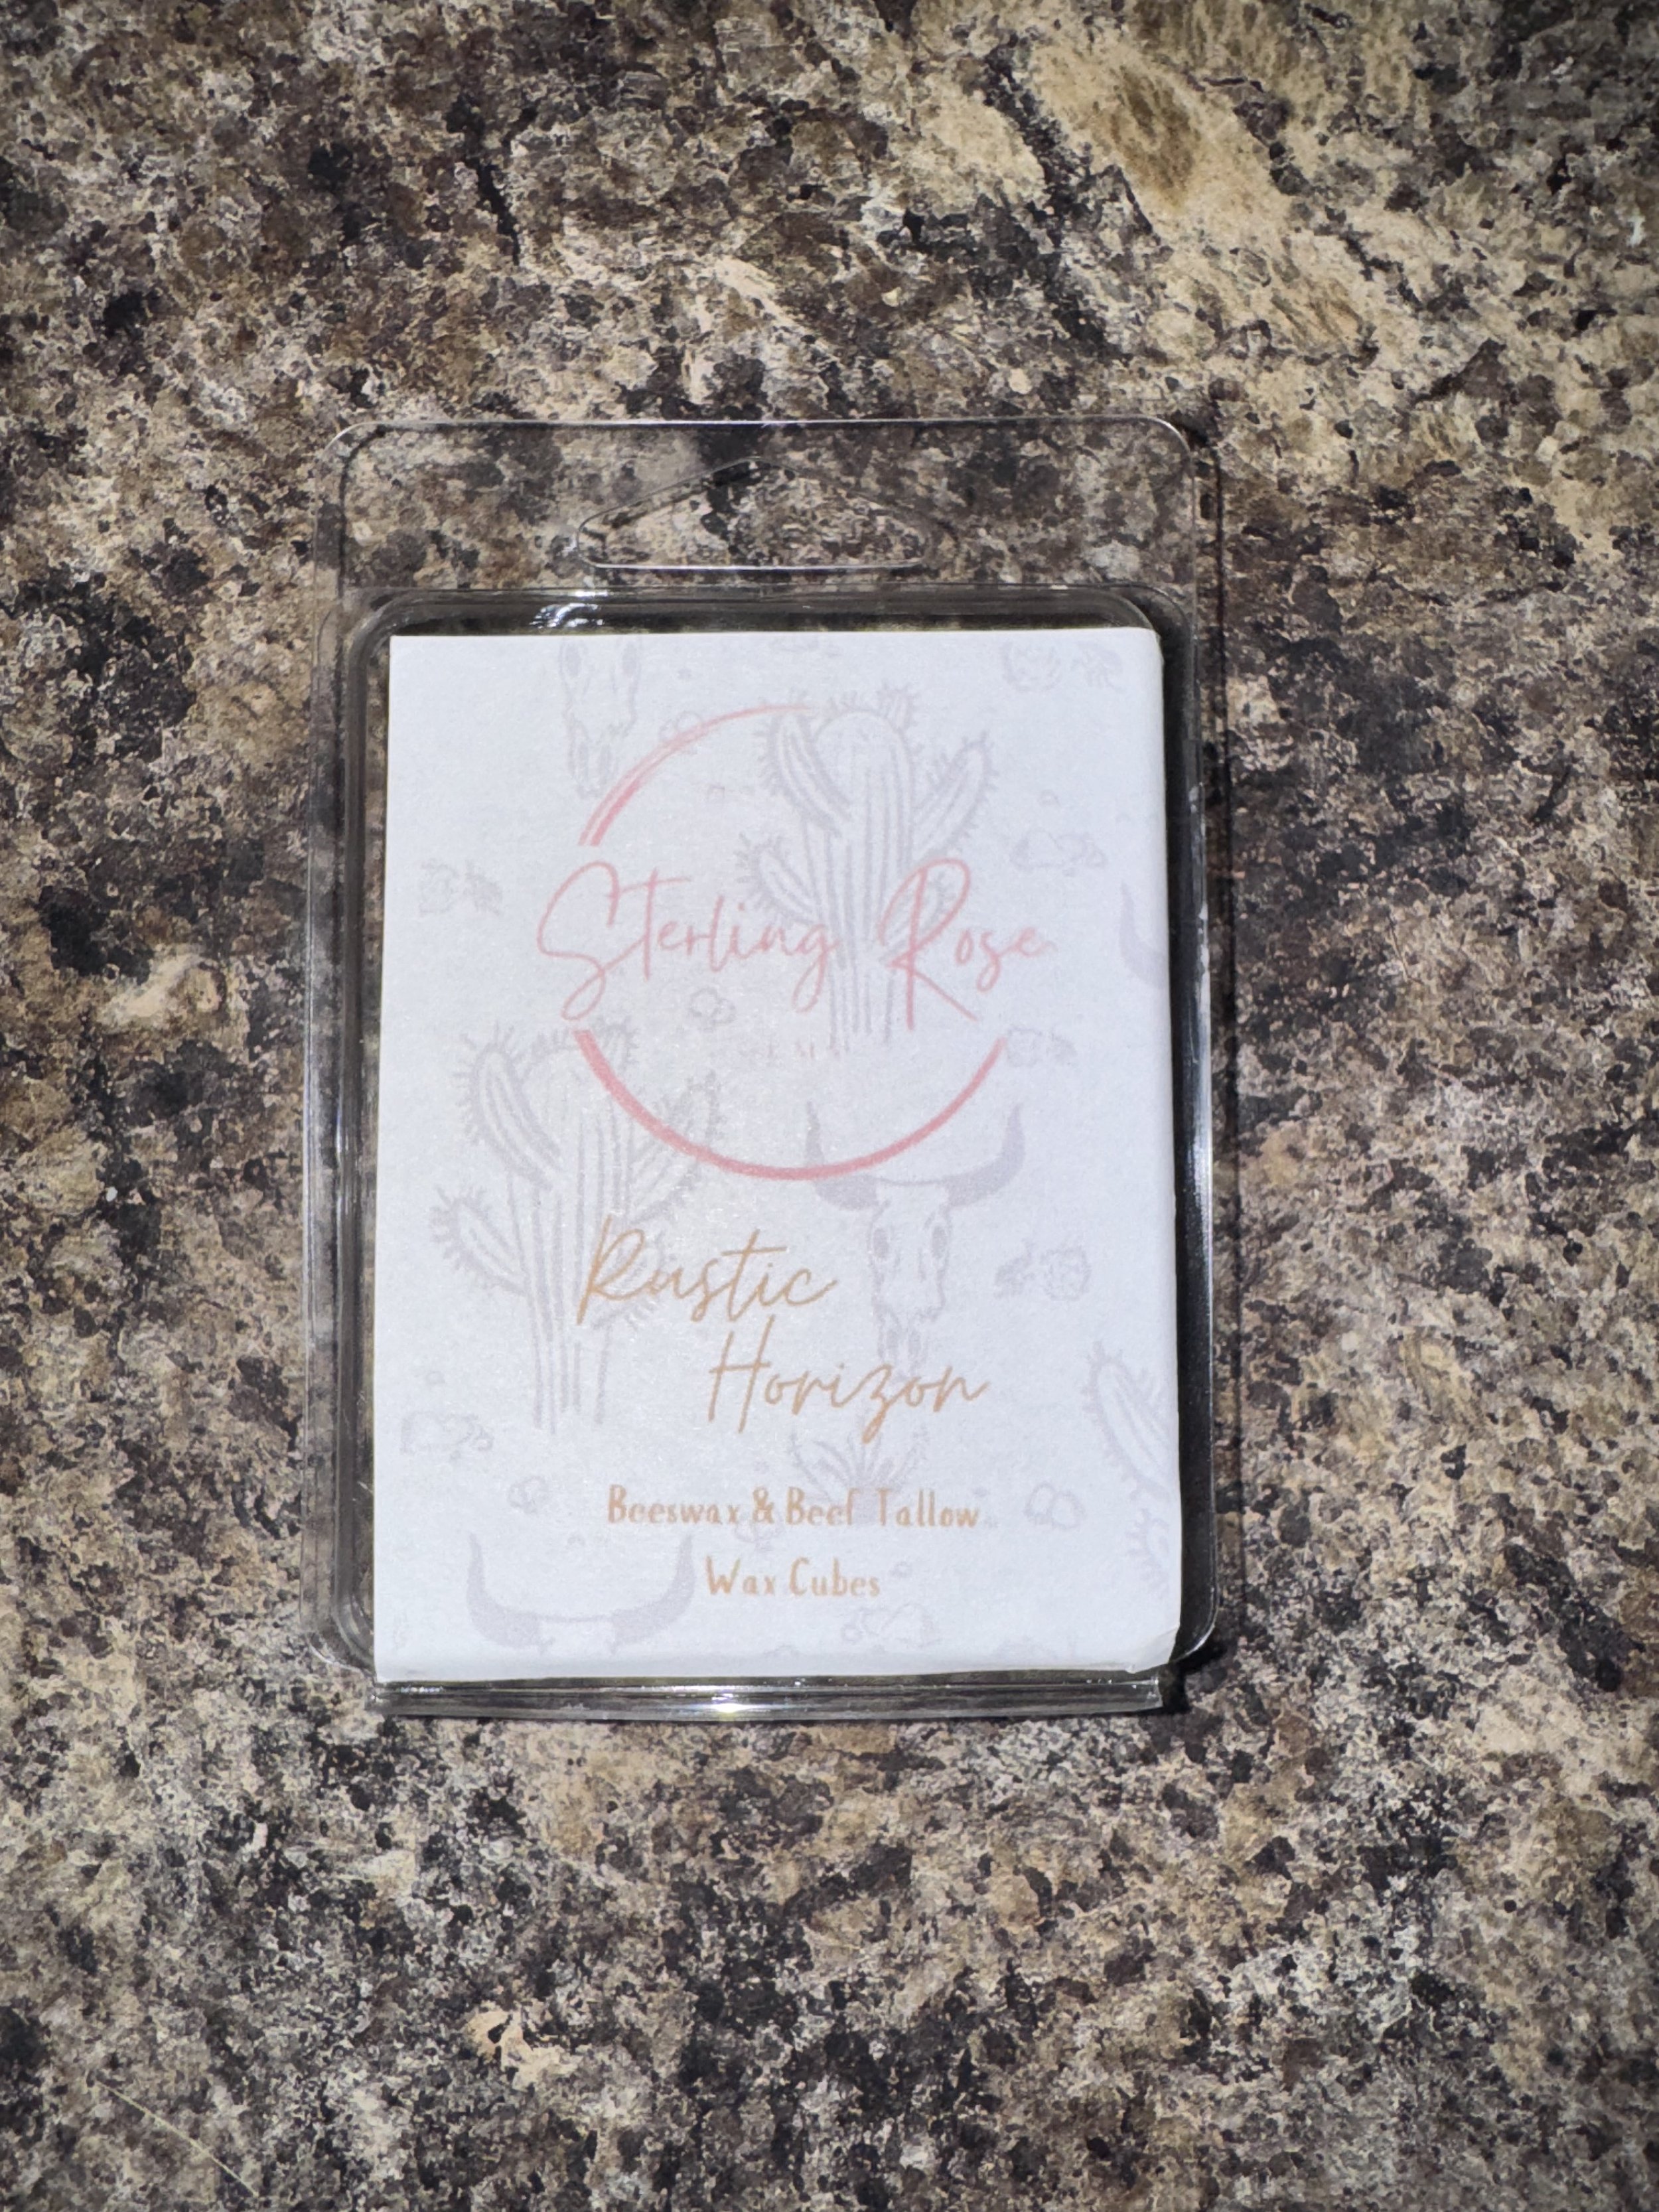 Sterling Rose
Rustic
Horizon
Beeswax & Beef Tallow
Wax Cubes